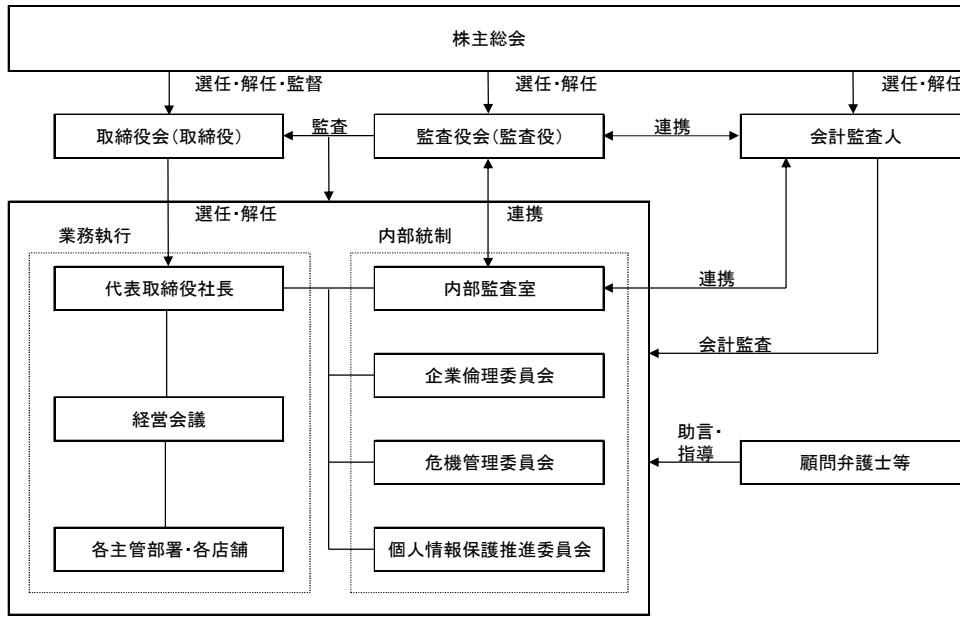 株主総会
選任・解任・監督
選任・解任
選任・解任
取締役会(取締役)
監査
監査役会(監査役)
連携
会計監査人
選任・解任
連携
業務執行
内部統制
代表取締役社長
内部監査室
連携
会計監査
企業倫理委員会
経営会議
助言・
指導
危機管理委員会
顧問弁護士等
各主管部署・各店舗
個人情報保護推進委員会